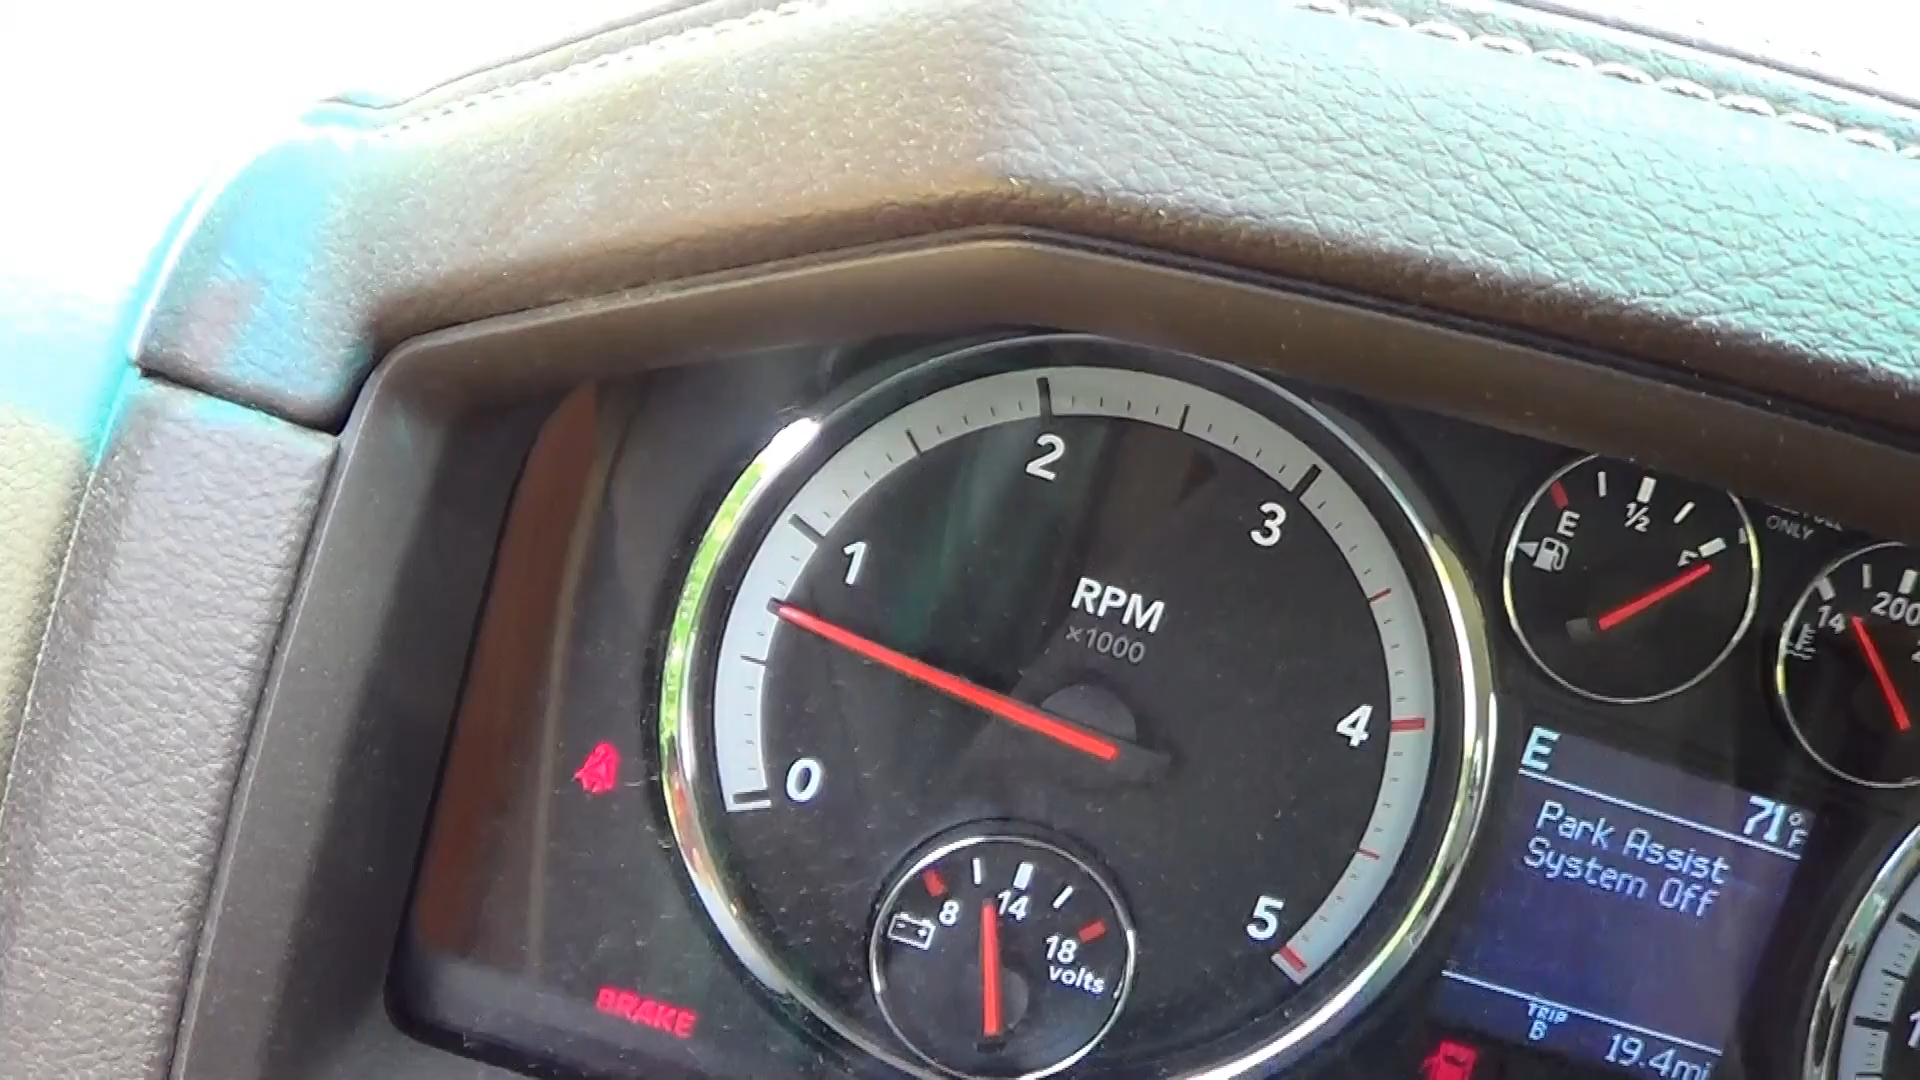 2
1
3
RPM
×1000
4
0
5
E
½
F
ONLY
14
200
8
14
18
volts
BRAKE
E
71°F
Park Assist
System Off
TRIP
B
19.4mi